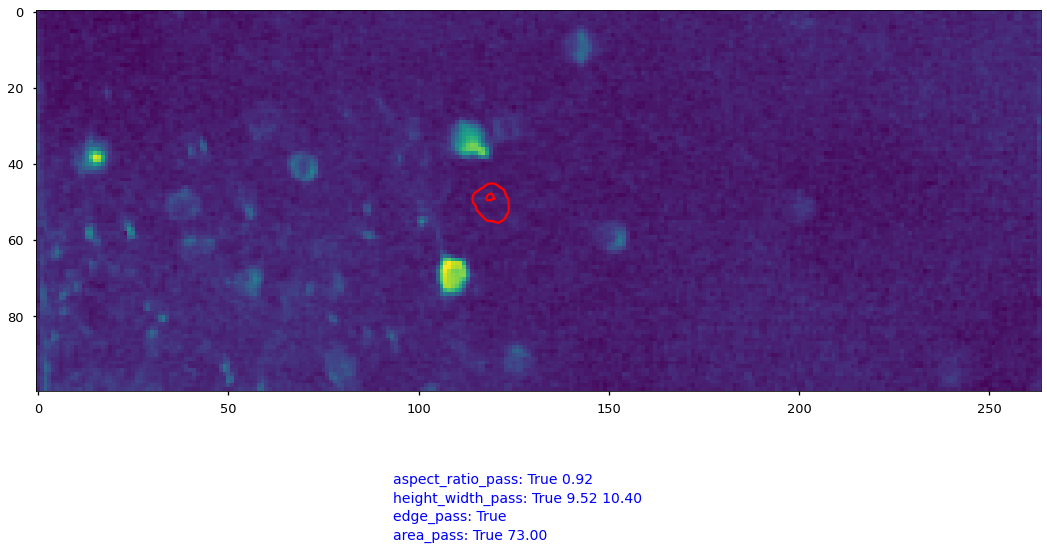 0
20
40
60
80
0
50
100
150
200
250
aspect_ratio_pass: True 0.92
height_width_pass: True 9.52 10.40
edge_pass: True
area_pass: True 73.00